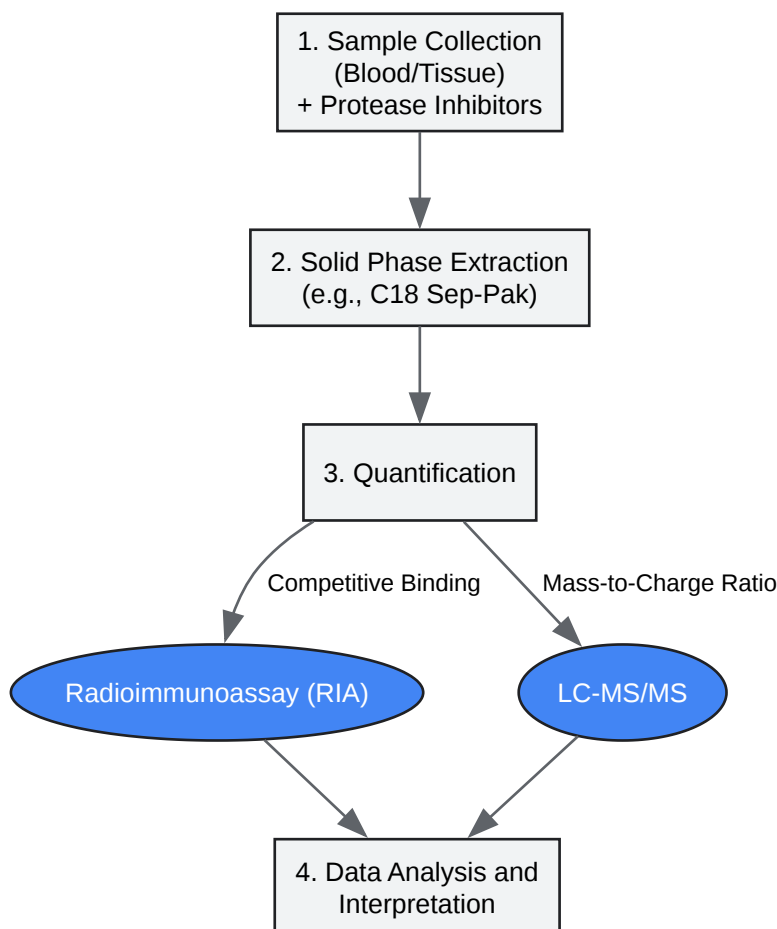 1. Sample Collection
(Blood/Tissue)
+ Protease Inhibitors
2. Solid Phase Extraction
(e.g., C18 Sep-Pak)
3. Quantification
Competitive Binding
Mass-to-Charge Ratio
Radioimmunoassay (RIA)
LC-MS/MS
4. Data Analysis and
Interpretation